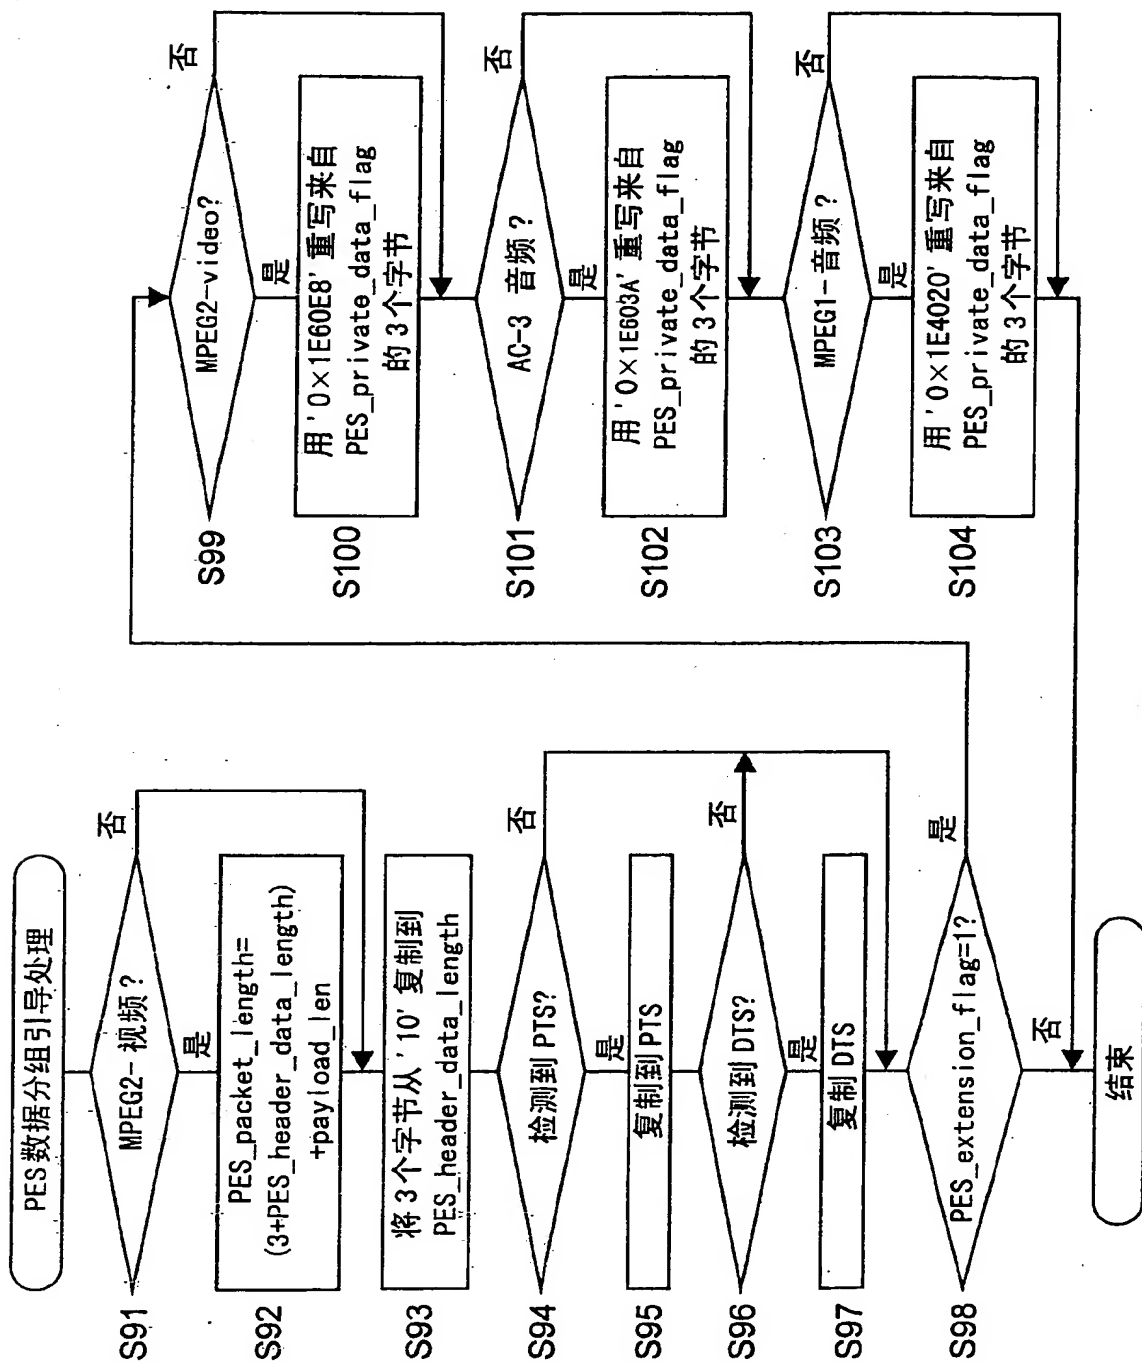 PES数据分组引导处理
S91
MPEG2-视频?
否
是
S92
PES_packet_length=
(3+PES_header_data_length)
+payload_len
S93
将3个字节从'10'复制到
PES_header_data_length
S94
检测到PTS?
否
是
S95
复制到PTS
S96
检测到DTS?
否
是
S97
复制DTS
S98
PES_extension_flag=1?
是
否
结束
S99
MPEG2-video?
否
是
S100
用'0×1E60E8'重写来自
PES_private_data_flag
的3个字节
S101
AC-3 音频?
否
是
S102
用'0×1E603A'重写来自
PES_private_data_flag
的3个字节
S103
MPEG1-音频?
否
是
S104
用'0×1E4020'重写来自
PES_private_data_flag
的3个字节